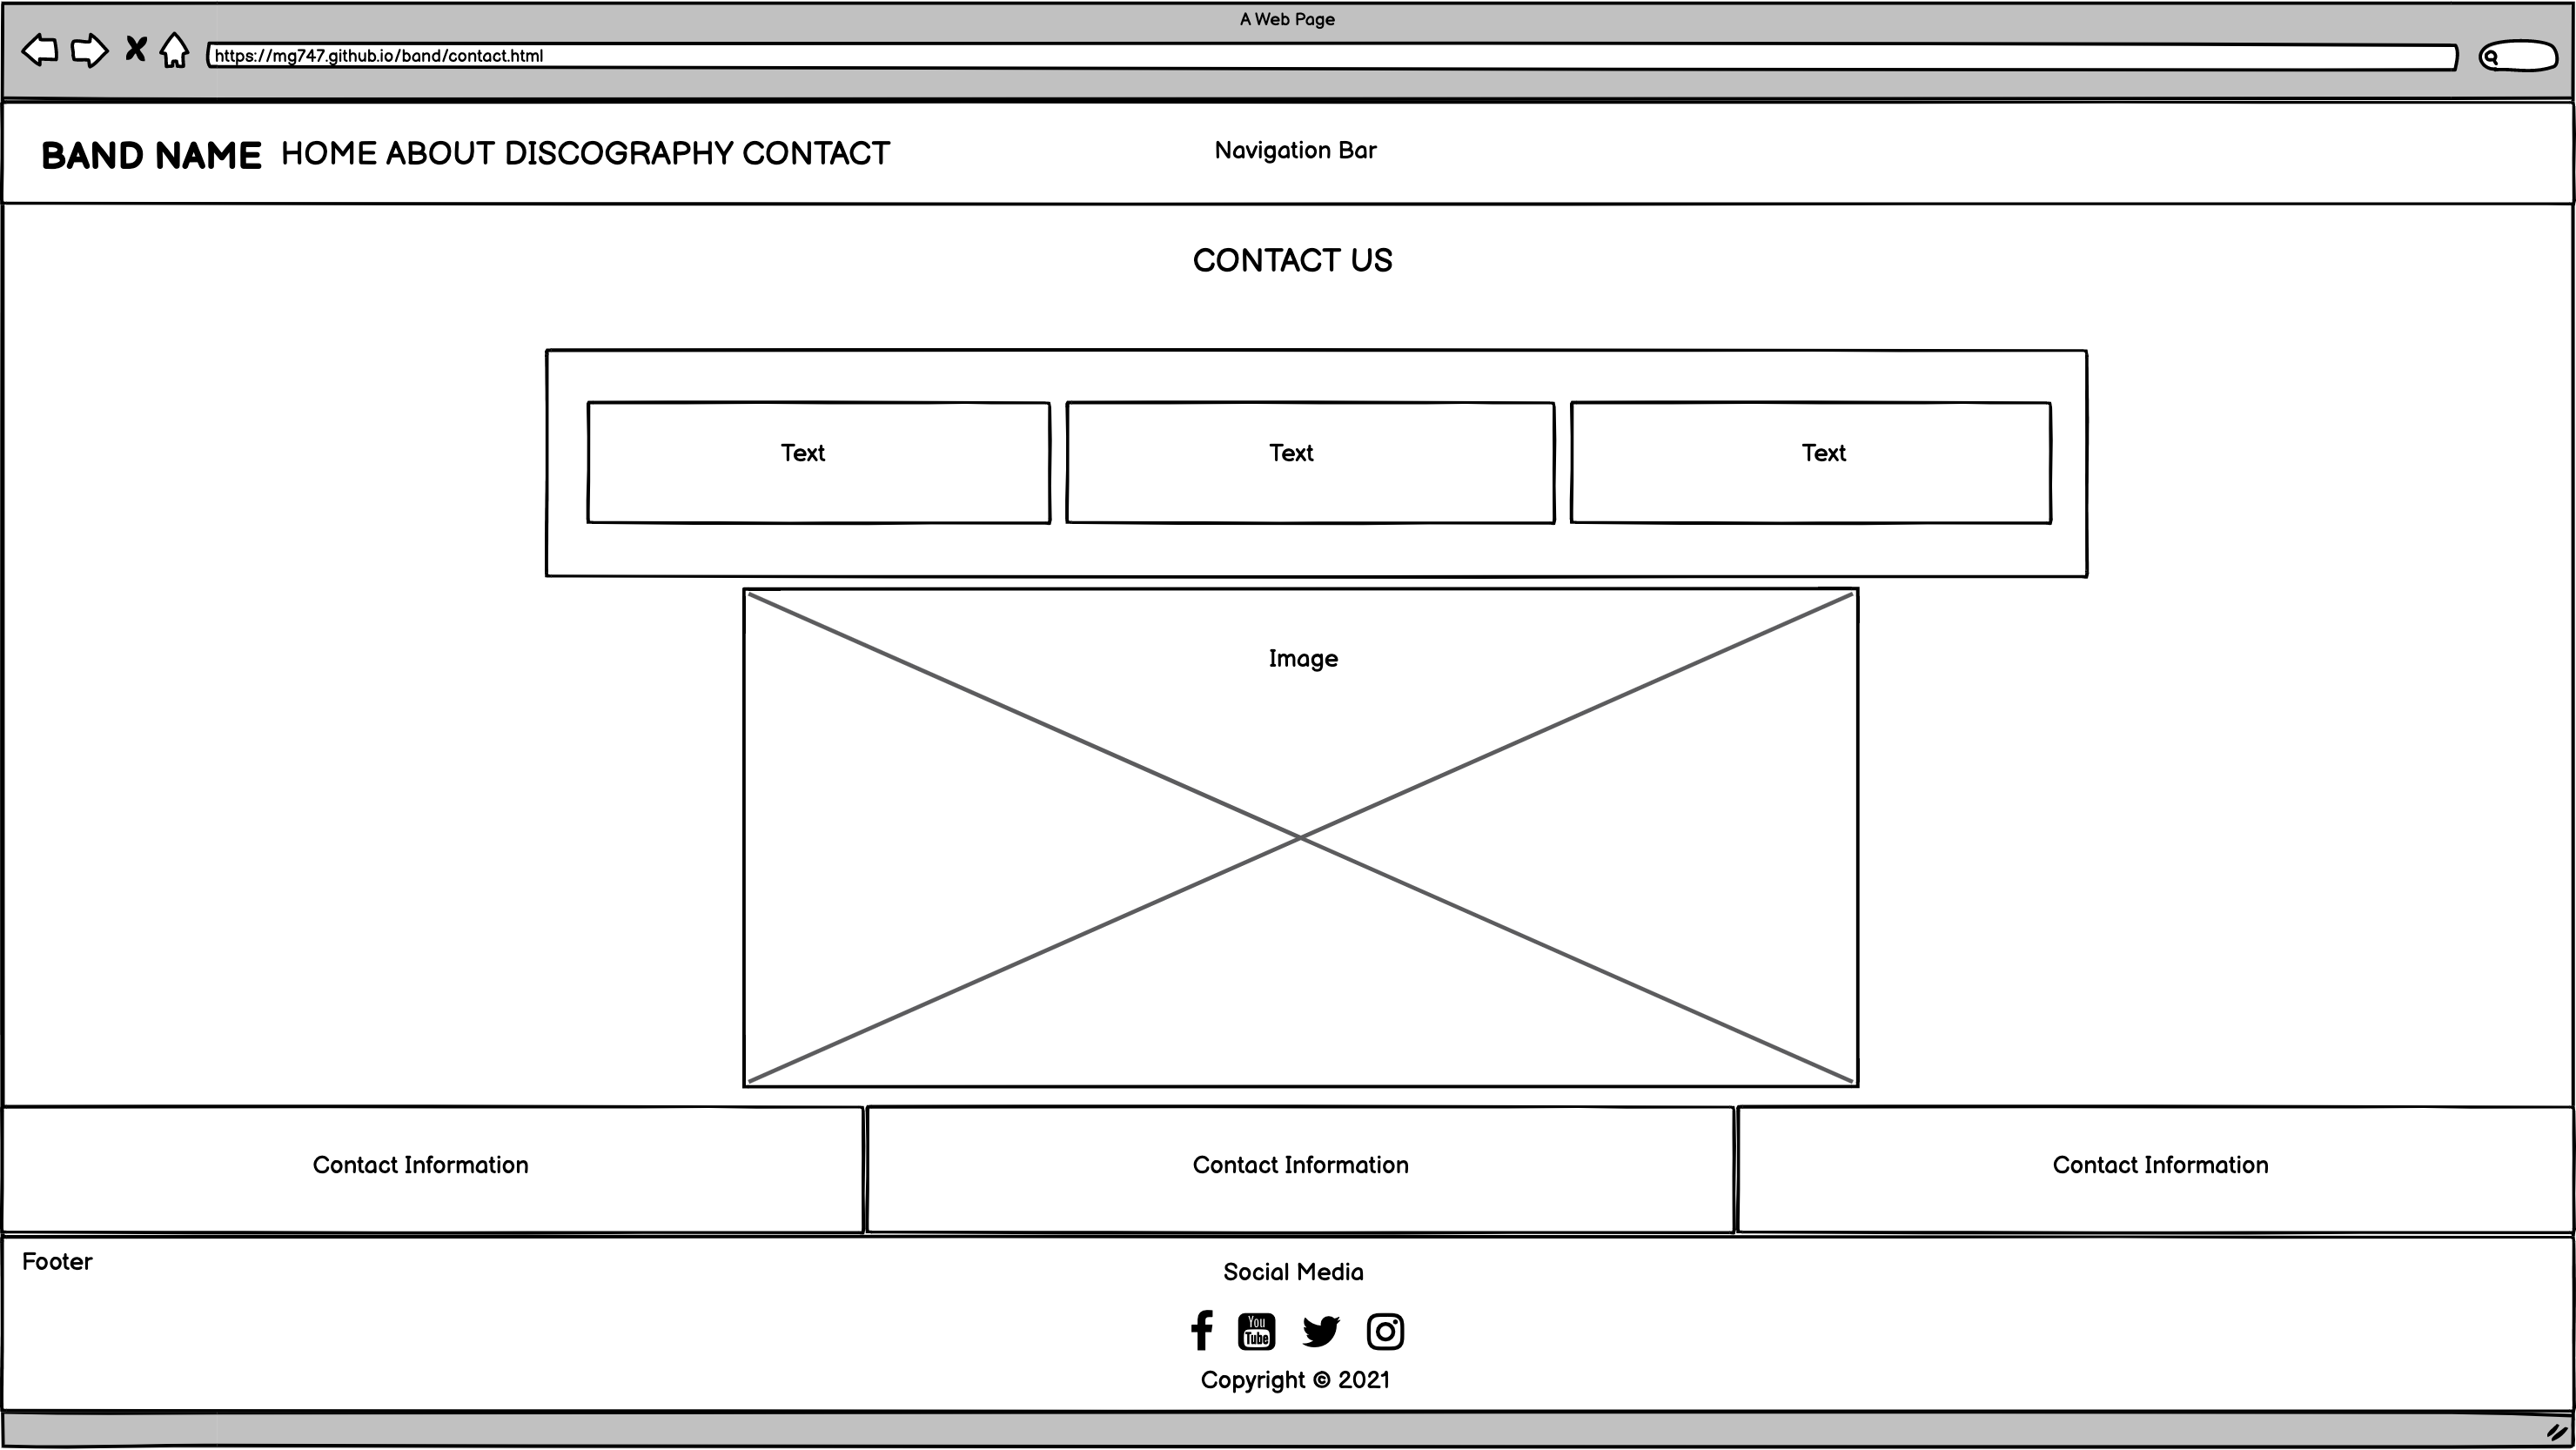 A Web Page
https://mg747.github.io/band/contact.html
BAND NAME HOME ABOUT DISCOGRAPHY CONTACT Navigation Bar
CONTACT US
Text Text Text
Image
Contact Information Contact Information Contact Information
Footer
Social Media
You
Tube
Copyright © 2021